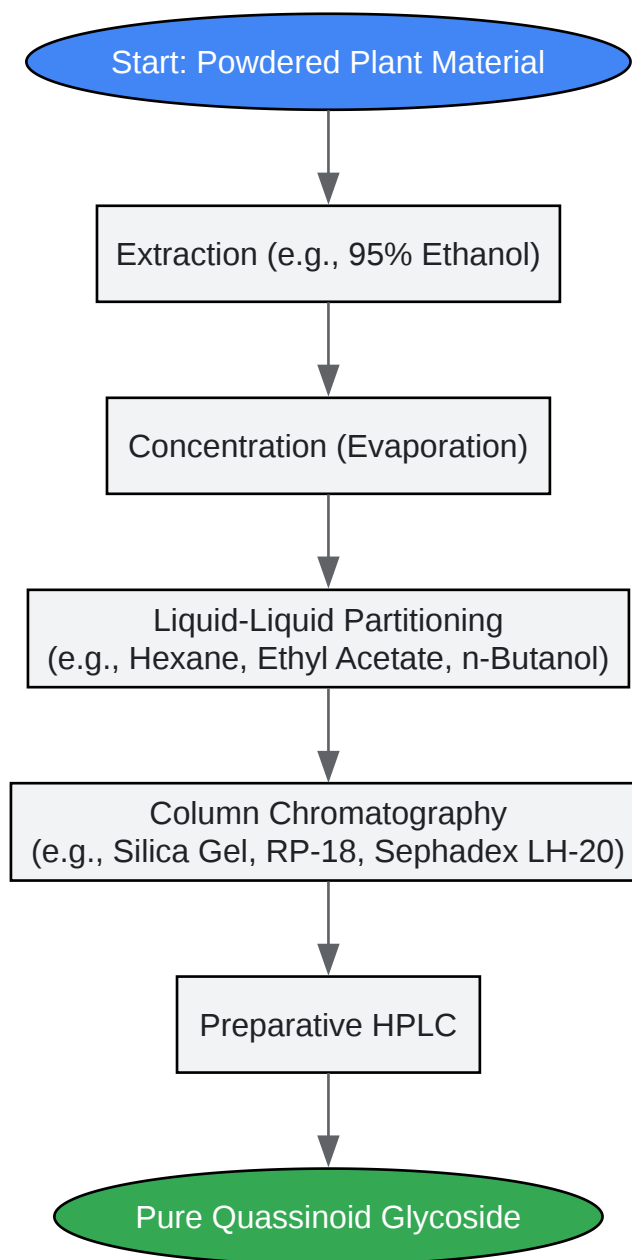 Start: Powdered Plant Material
Extraction (e.g., 95% Ethanol)
Concentration (Evaporation)
Liquid-Liquid Partitioning
(e.g., Hexane, Ethyl Acetate, n-Butanol)
Column Chromatography
(e.g., Silica Gel, RP-18, Sephadex LH-20)
Preparative HPLC
Pure Quassinoid Glycoside